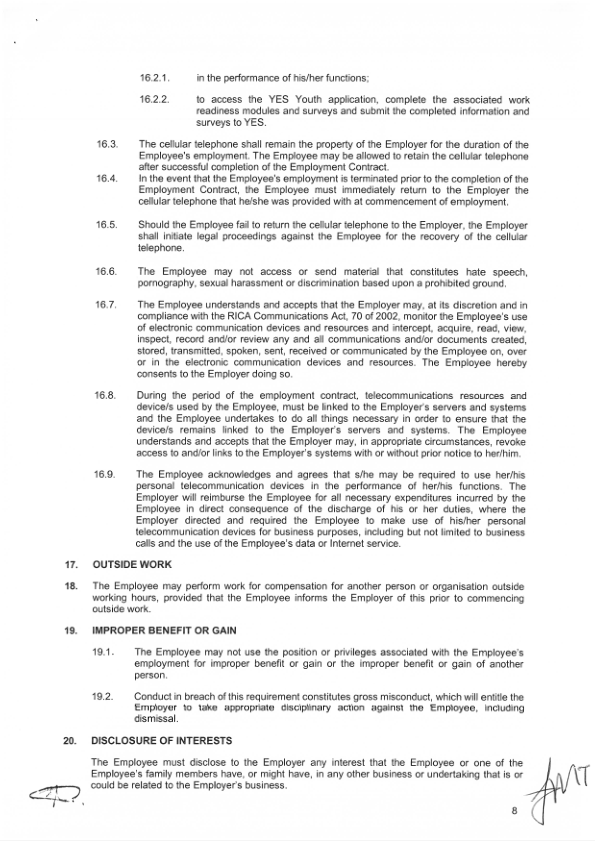 16.2.1. in the performance of his/her functions;
16.2.2. to access the YES Youth application, complete the associated work
readiness modules and surveys and submit the completed information and
surveys to YES.
16.3. The cellular telephone shall remain the property of the Employer for the duration of the
Employee's employment. The Employee may be allowed to retain the cellular telephone
after successful completion of the Employment Contract.
16.4. In the event that the Employee's employment is terminated prior to the completion of the
Employment Contract, the Employee must immediately return to the Employer the
cellular telephone that he/she was provided with at commencement of employment.
16.5. Should the Employee fail to return the cellular telephone to the Employer, the Employer
shall initiate legal proceedings against the Employee for the recovery of the cellular
telephone.
16.6. The Employee may not access or send material that constitutes hate speech,
pornography, sexual harassment or discrimination based upon a prohibited ground.
16.7. The Employee understands and accepts that the Employer may, at its discretion and in
compliance with the RICA Communications Act, 70 of 2002, monitor the Employee's use
of electronic communication devices and resources and intercept, acquire, read, view,
inspect, record and/or review any and all communications and/or documents created,
stored, transmitted, spoken, sent, received or communicated by the Employee on, over
or in the electronic communication devices and resources. The Employee hereby
consents to the Employer doing so.
16.8. During the period of the employment contract, telecommunications resources and
device/s used by the Employee, must be linked to the Employer's servers and systems
and the Employee undertakes to do all things necessary in order to ensure that the
device/s remains linked to the Employer's servers and systems. The Employee
understands and accepts that the Employer may, in appropriate circumstances, revoke
access to and/or links to the Employer's systems with or without prior notice to her/him.
16.9. The Employee acknowledges and agrees that s/he may be required to use her/his
personal telecommunication devices in the performance of her/his functions. The
Employer will reimburse the Employee for all necessary expenditures incurred by the
Employee in direct consequence of the discharge of his or her duties, where the
Employer directed and required the Employee to make use of his/her personal
telecommunication devices for business purposes, including but not limited to business
calls and the use of the Employee's data or Internet service.
17. OUTSIDE WORK
18. The Employee may perform work for compensation for another person or organisation outside
working hours, provided that the Employee informs the Employer of this prior to commencing
outside work.
19. IMPROPER BENEFIT OR GAIN
19.1. The Employee may not use the position or privileges associated with the Employee's
employment for improper benefit or gain or the improper benefit or gain of another
person.
19.2. Conduct in breach of this requirement constitutes gross misconduct, which will entitle the
Employer to take appropriate disciplinary action against the Employee, including
dismissal.
20. DISCLOSURE OF INTERESTS
The Employee must disclose to the Employer any interest that the Employee or one of the
Employee's family members have, or might have, in any other business or undertaking that is or
could be related to the Employer's business.
8